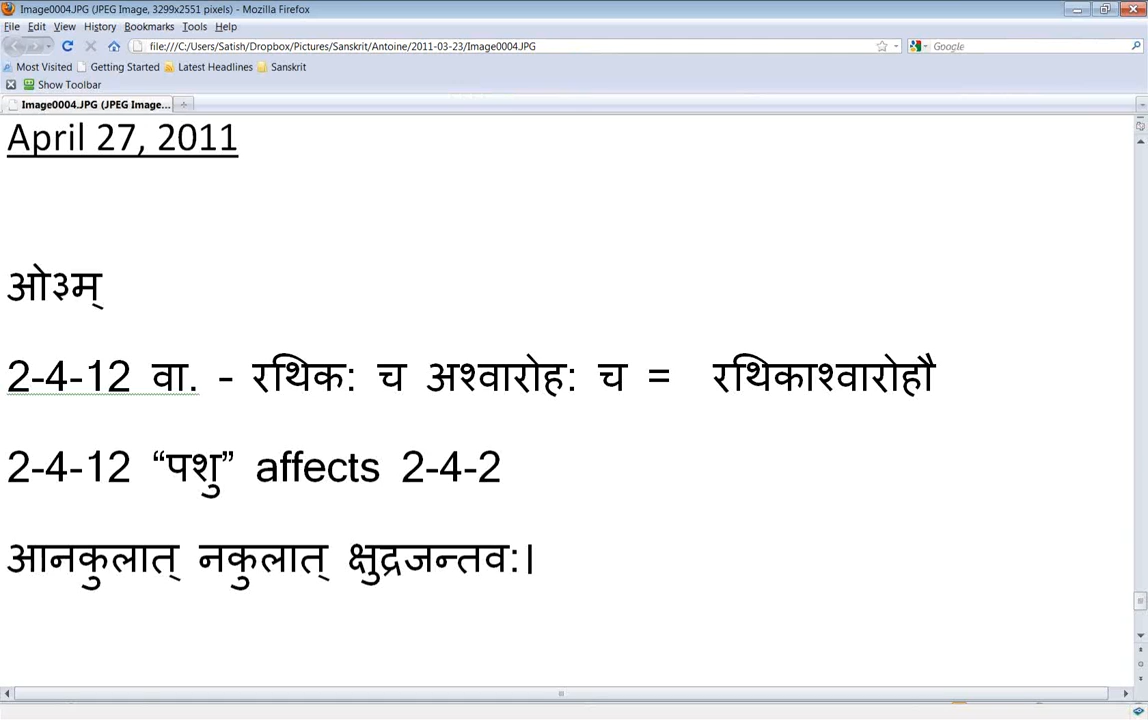 Image0004.JPG (JPEG Image, 3299x2551 pixels) - Mozilla Firefox
File Edit View History Bookmarks Tools Help
file:///C:/Users/Satish/Dropbox/Pictures/Sanskrit/Antoine/2011-03-23/Image0004.JPG
Google
Most Visited Getting Started Latest Headlines Sanskrit
Show Toolbar
Image0004.JPG (JPEG Image...
April 27, 2011
ओ३म्
2-4-12 वा. - रथिक: च अश्वारोह: च = रथिकाश्वारोहौ
2-4-12 “पशु” affects 2-4-2
आनकुलात् नकुलात् क्षुद्रजन्तव:।